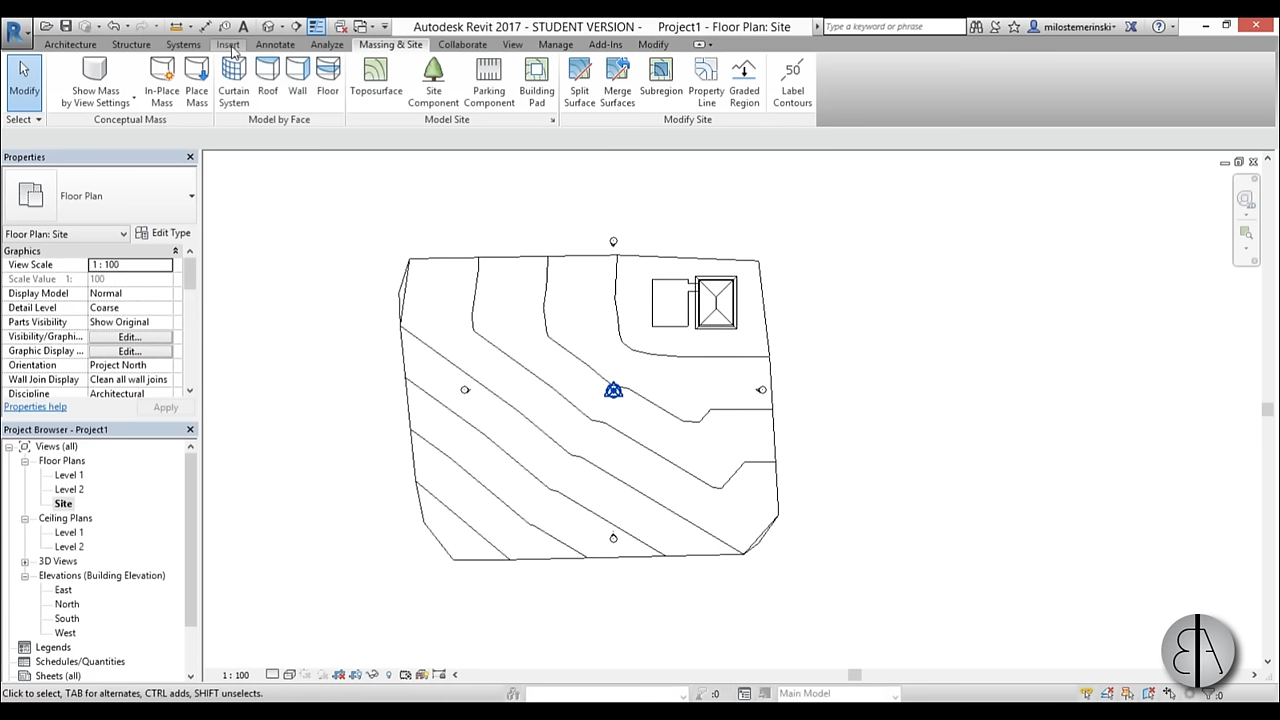 Autodesk Revit 2017 - STUDENT VERSION - Project1 - Floor Plan: Site
Type a keyword or phrase
milostemerinski
Architecture Structure Systems Insert Annotate Analyze Massing & Site Collaborate View Manage Add-Ins Modify
Modify
Show Mass
by View Settings
In-Place
Mass
Place
Mass
Curtain
System
Roof
Wall
Floor
Toposurface
Site
Component
Parking
Component
Building
Pad
Split
Surface
Merge
Surfaces
Subregion
Property
Line
Graded
Region
50
Label
Contours
Select Conceptual Mass Model by Face Model Site Modify Site
Properties
Floor Plan
Floor Plan: Site Edit Type
Graphics
View Scale 1 : 100
Scale Value 1: 100
Display Model Normal
Detail Level Coarse
Parts Visibility Show Original
Visibility/Graphi... Edit...
Graphic Display ... Edit...
Orientation Project North
Wall Join Display Clean all wall joins
Discipline Architectural
Properties help Apply
Project Browser - Project1
Views (all)
Floor Plans
Level 1
Level 2
Site
Ceiling Plans
Level 1
Level 2
3D Views
Elevations (Building Elevation)
East
North
South
West
Legends
Schedules/Quantities
Sheets (all)
1 : 100
Click to select, TAB for alternates, CTRL adds, SHIFT unselects.
:0
Main Model
:0